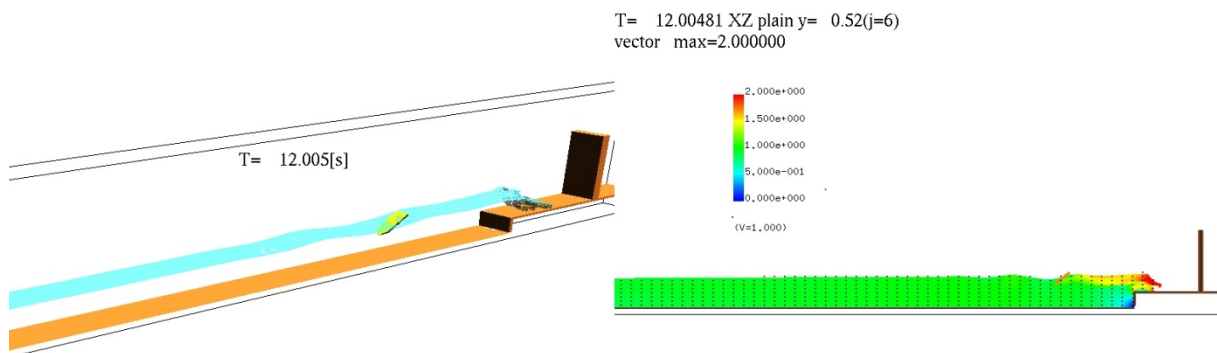 T= 12.005[s]
T= 12.00481 XZ plain y= 0.52(j=6)
vector max=2.000000
2.000e+000
1.500e+000
1.000e+000
5.000e-001
0.000e+000
(V=1.000)